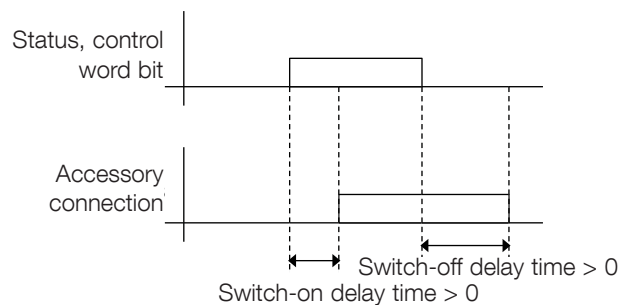 Status, control
word bit
Accessory
connection
Switch-off delay time > 0
Switch-on delay time > 0